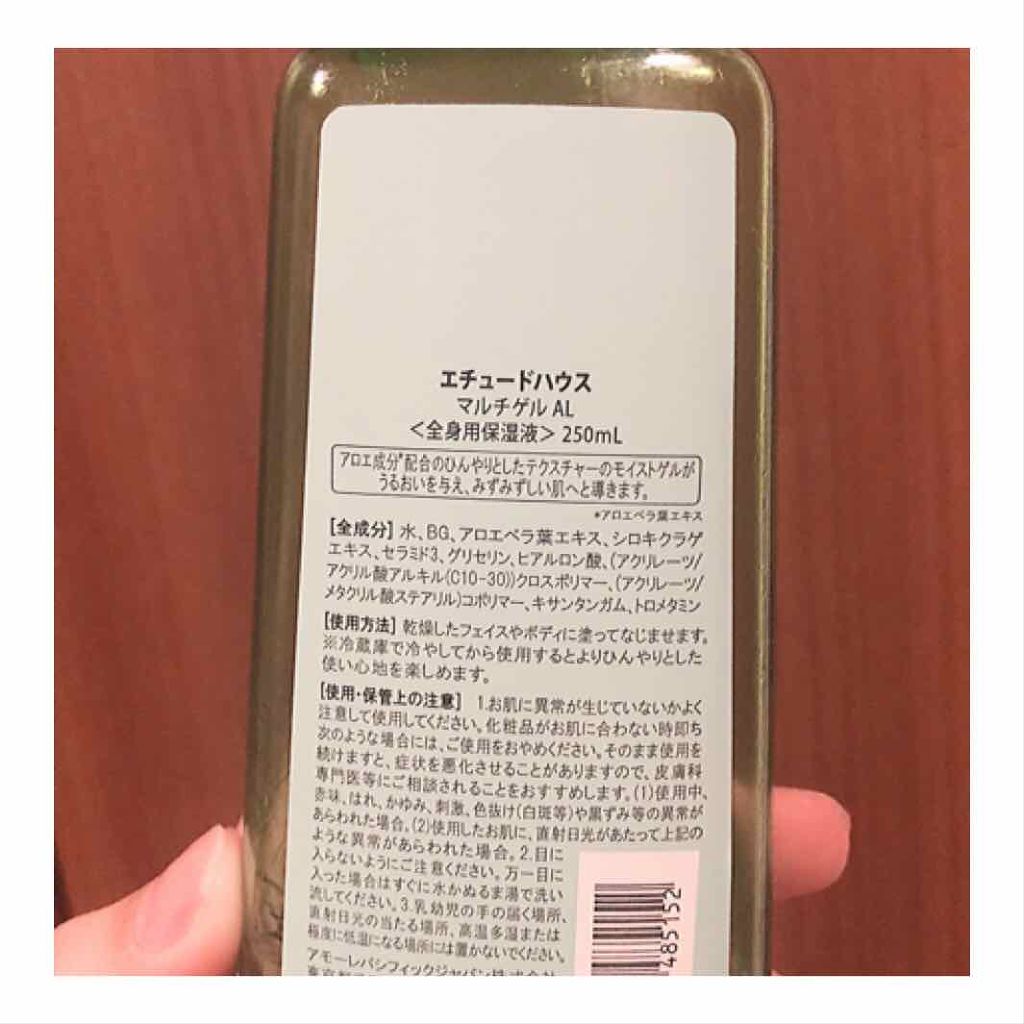 エチュードハウス
マルチゲル AL
＜全身用保湿液＞ 250mL
アロエ成分*配合のひんやりとしたテクスチャーのモイストゲルが
うるおいを与え、みずみずしい肌へと導きます。
*アロエベラ葉エキス
[全成分] 水、BG、アロエベラ葉エキス、シロキクラゲ
エキス、セラミド3、グリセリン、ヒアルロン酸、(アクリレーツ/
アクリル酸アルキル(C10-30))クロスポリマー、(アクリレーツ/
メタクリル酸ステアリル)コポリマー、キサンタンガム、トロメタミン
[使用方法] 乾燥したフェイスやボディに塗ってなじませます。
※冷蔵庫で冷やしてから使用するとよりひんやりとした
使い心地を楽しめます。
[使用・保管上の注意] 1.お肌に異常が生じていないかよく
注意して使用してください。化粧品がお肌に合わない時即ち
次のような場合には、ご使用をおやめください。そのまま使用を
続けますと、症状を悪化させることがありますので、皮膚科
専門医等にご相談されることをおすすめします。(1)使用中、
赤味、はれ、かゆみ、刺激、色抜け(白斑等)や黒ずみ等の異常が
あらわれた場合。(2)使用したお肌に、直射日光があたって上記の
ような異常があらわれた場合。2.目に
入らないようにご注意ください。万一目に
入った場合はすぐに水かぬるま湯で洗い
流してください。3.乳幼児の手の届く場所、
直射日光の当たる場所、高温多湿または
極度に低温になる場所には置かないでください。
アモーレパシフィックジャパン株式会社
485152